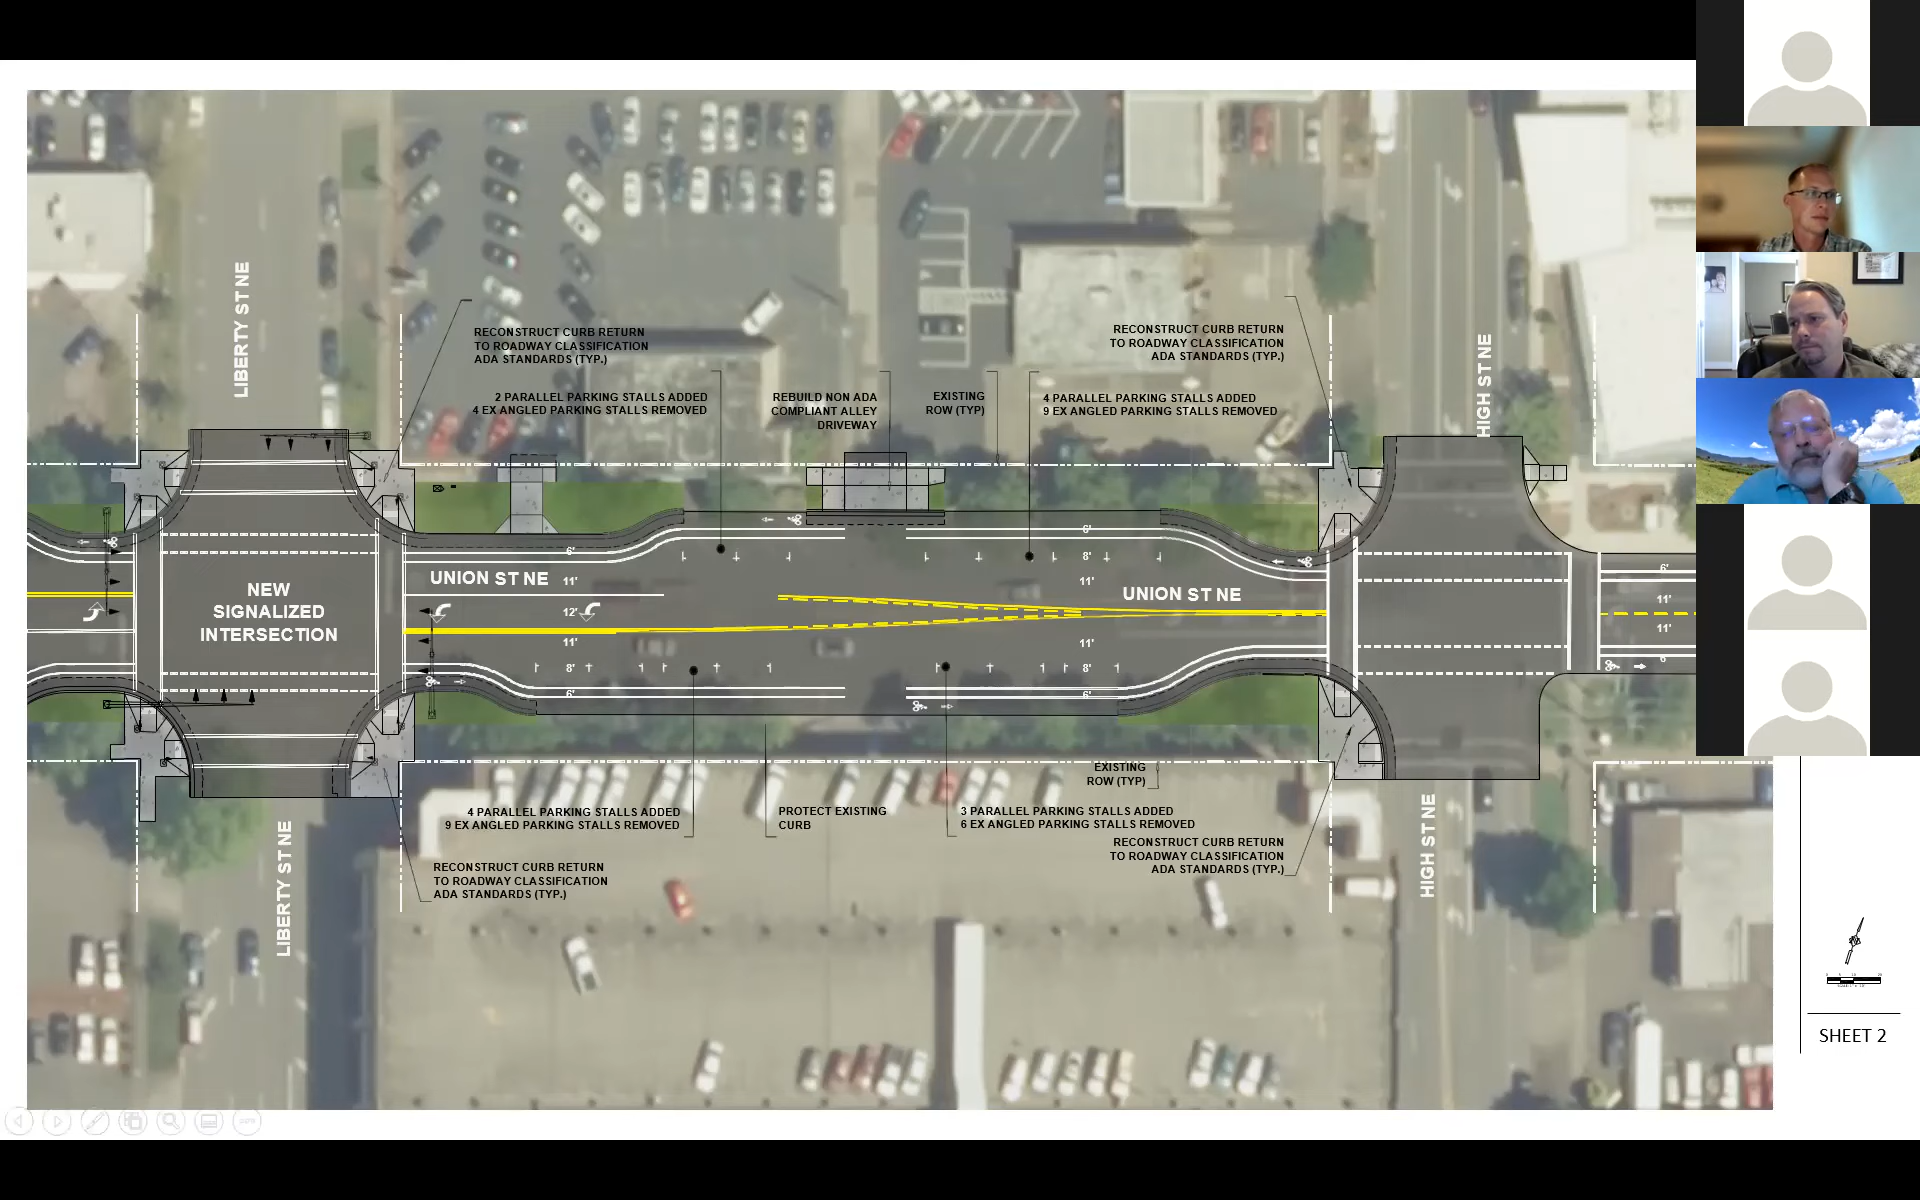 LIBERTY ST NE
HIGH ST NE
RECONSTRUCT CURB RETURN
TO ROADWAY CLASSIFICATION
ADA STANDARDS (TYP.)
RECONSTRUCT CURB RETURN
TO ROADWAY CLASSIFICATION
ADA STANDARDS (TYP.)
2 PARALLEL PARKING STALLS ADDED
4 EX ANGLED PARKING STALLS REMOVED
REBUILD NON ADA
COMPLIANT ALLEY
DRIVEWAY
EXISTING
ROW (TYP)
4 PARALLEL PARKING STALLS ADDED
9 EX ANGLED PARKING STALLS REMOVED
6'
8'
11'
6'
11'
12'
11'
8'
6'
11'
8'
6'
6'
11'
11'
6'
UNION ST NE
UNION ST NE
NEW
SIGNALIZED
INTERSECTION
EXISTING
ROW (TYP)
4 PARALLEL PARKING STALLS ADDED
9 EX ANGLED PARKING STALLS REMOVED
PROTECT EXISTING
CURB
3 PARALLEL PARKING STALLS ADDED
6 EX ANGLED PARKING STALLS REMOVED
RECONSTRUCT CURB RETURN
TO ROADWAY CLASSIFICATION
ADA STANDARDS (TYP.)
RECONSTRUCT CURB RETURN
TO ROADWAY CLASSIFICATION
ADA STANDARDS (TYP.)
LIBERTY ST NE
HIGH ST NE
SHEET 2